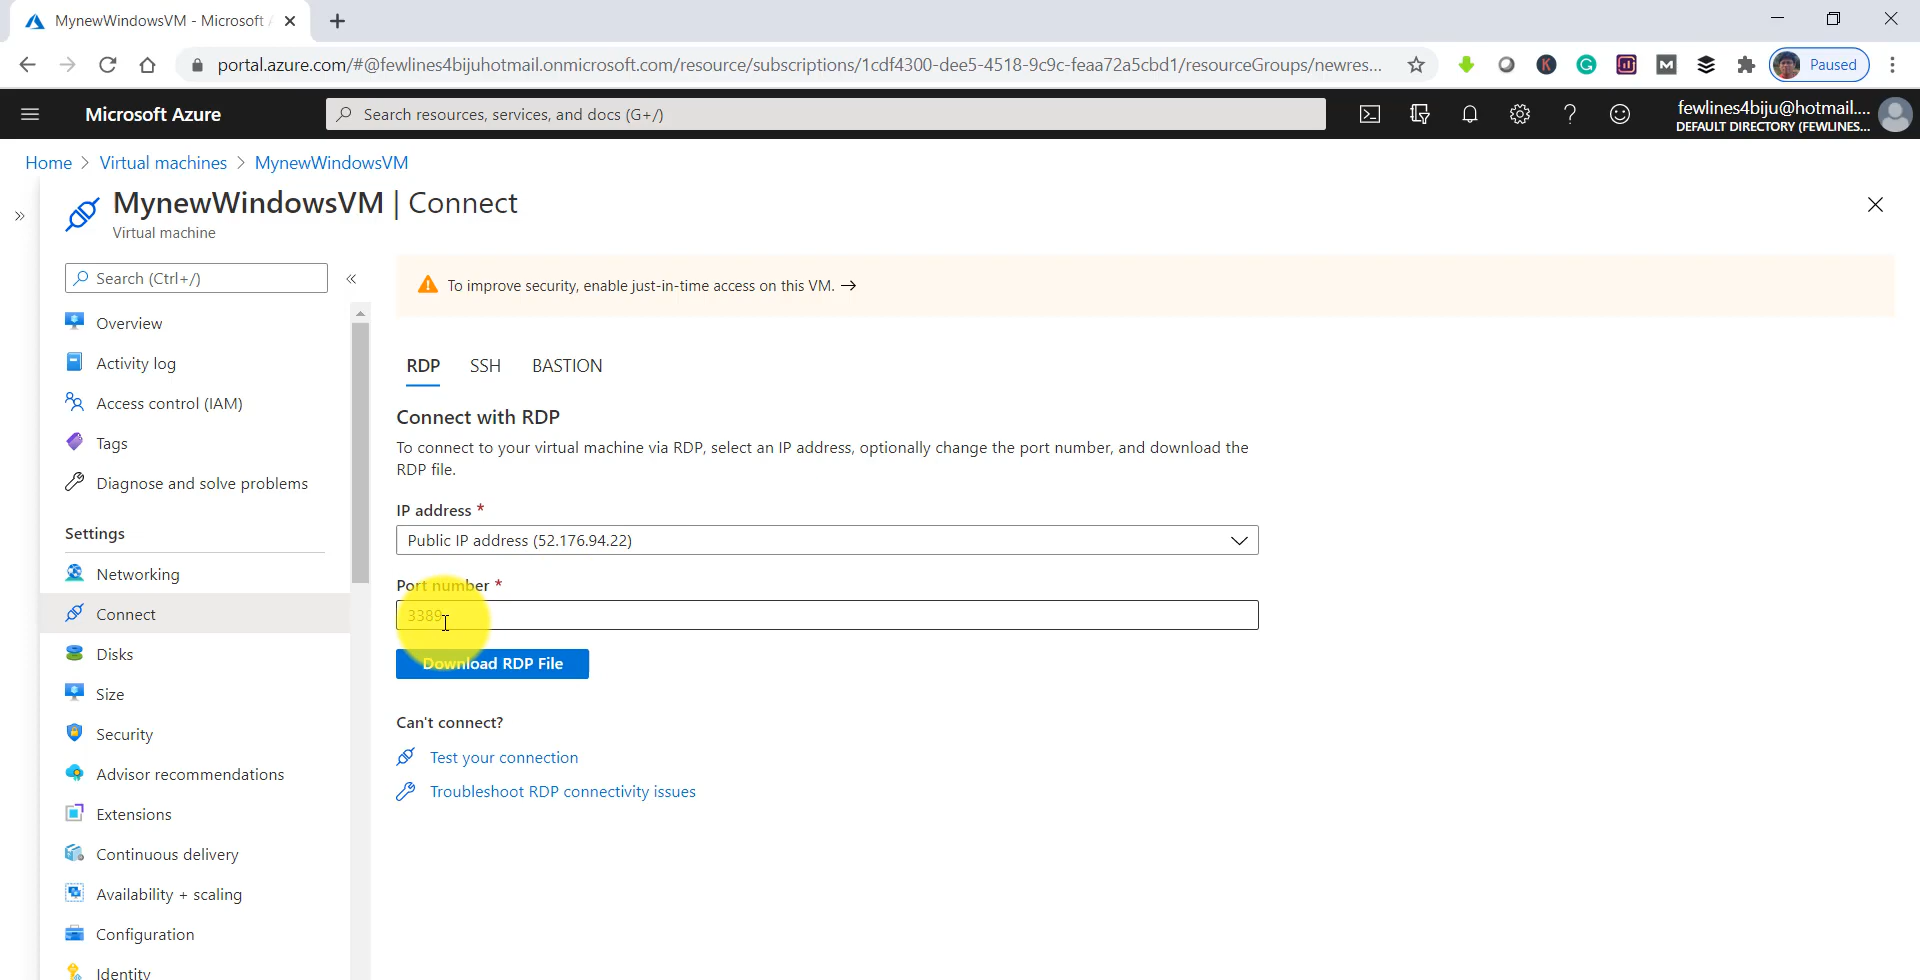 MynewWindowsVM - Microsoft
portal.azure.com/#@fewlines4bijuhotmail.onmicrosoft.com/resource/subscriptions/1cdf4300-dee5-4518-9c9c-feaa72a5cbd1/resourceGroups/newres...
Paused
Microsoft Azure
Search resources, services, and docs (G+/)
fewlines4biju@hotmail....
DEFAULT DIRECTORY (FEWLINES...
Home > Virtual machines > MynewWindowsVM
MynewWindowsVM | Connect
Virtual machine
Search (Ctrl+/)
Overview
Activity log
Access control (IAM)
Tags
Diagnose and solve problems
Settings
Networking
Connect
Disks
Size
Security
Advisor recommendations
Extensions
Continuous delivery
Availability + scaling
Configuration
Identity
To improve security, enable just-in-time access on this VM. →
RDP SSH BASTION
Connect with RDP
To connect to your virtual machine via RDP, select an IP address, optionally change the port number, and download the
RDP file.
IP address *
Public IP address (52.176.94.22)
Port number *
3389
Download RDP File
Can't connect?
Test your connection
Troubleshoot RDP connectivity issues